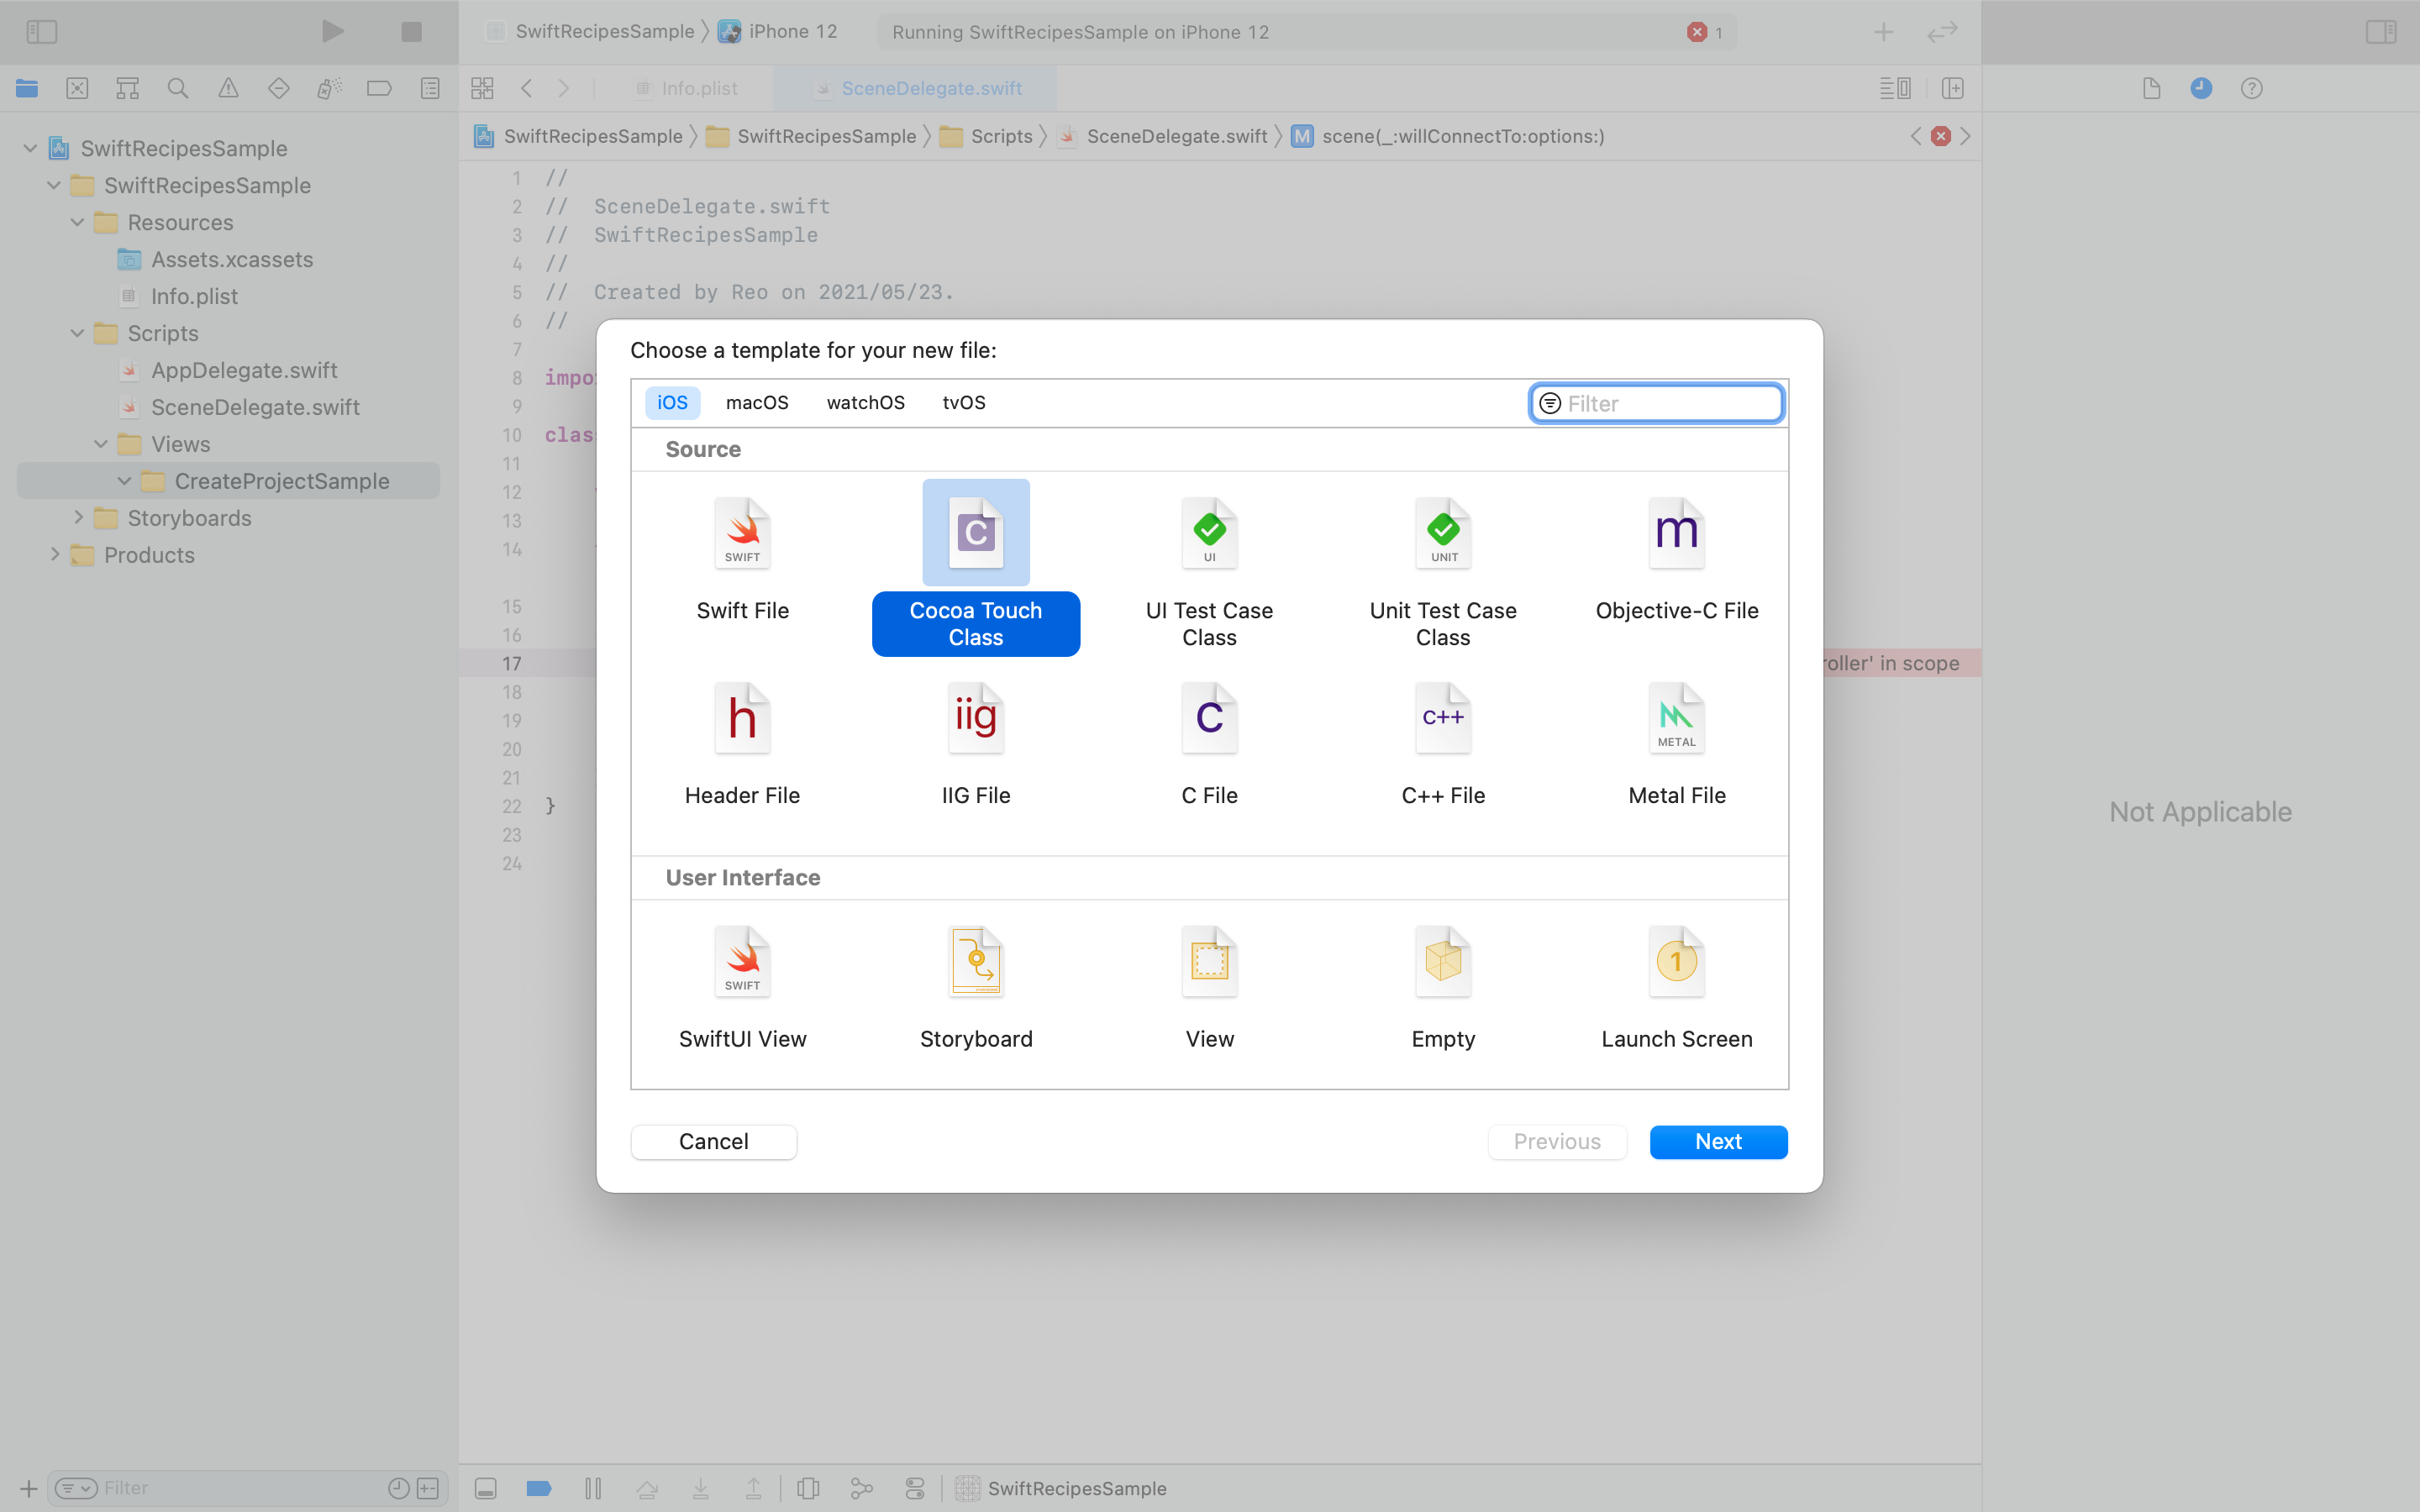 SwiftRecipesSample
iPhone 12
Running SwiftRecipesSample on iPhone 12
1
Info.plist
SceneDelegate.swift
SwiftRecipesSample
SwiftRecipesSample
Scripts
SceneDelegate.swift
M
scene(_:willConnectTo:options:)
SwiftRecipesSample
SwiftRecipesSample
Resources
Assets.xcassets
Info.plist
Scripts
AppDelegate.swift
SceneDelegate.swift
Views
CreateProjectSample
Storyboards
Products
1 //
2 // SceneDelegate.swift
3 // SwiftRecipesSample
4 //
5 // Created by Reo on 2021/05/23.
6 //
7
8
9
10 clas
11
12
13
14
15
16
17 roller' in scope
18
19
20
21
22 }
23
24
Choose a template for your new file:
iOS macOS watchOS tvOS Filter
Source
SWIFT
Swift File
C
Cocoa Touch
Class
UI
UI Test Case
Class
UNIT
Unit Test Case
Class
m
Objective-C File
h
Header File
iig
IIG File
C
C File
C++
C++ File
METAL
Metal File
User Interface
SWIFT
SwiftUI View
Storyboard
View
Empty
1
Launch Screen
Cancel
Previous
Next
Not Applicable
Filter
SwiftRecipesSample